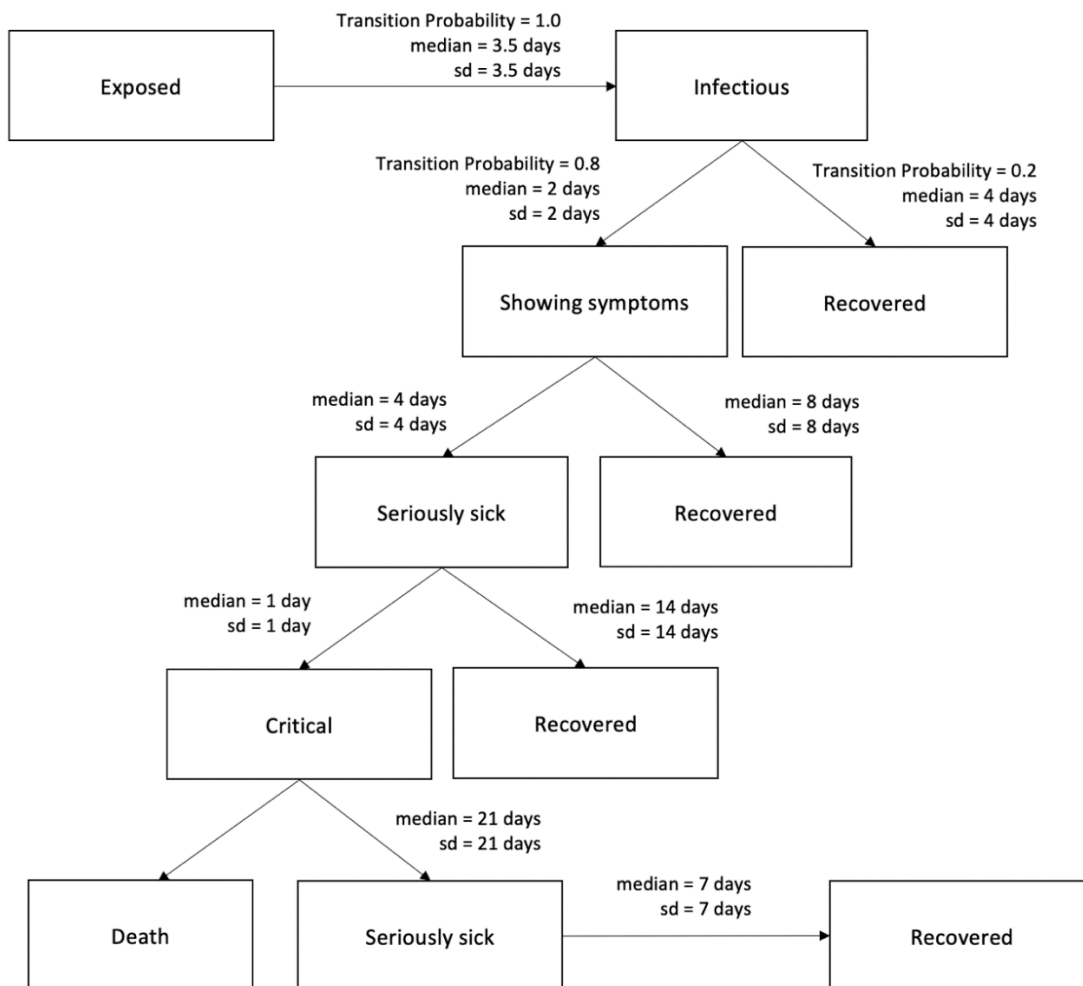 Transition Probability = 1.0
median = 3.5 days
sd = 3.5 days
Exposed
Infectious
Transition Probability = 0.8
median = 2 days
sd = 2 days
Transition Probability = 0.2
median = 4 days
sd = 4 days
Showing symptoms
Recovered
median = 4 days
sd = 4 days
median = 8 days
sd = 8 days
Seriously sick
Recovered
median = 1 day
sd = 1 day
median = 14 days
sd = 14 days
Critical
Recovered
median = 21 days
sd = 21 days
median = 7 days
sd = 7 days
Death
Seriously sick
Recovered